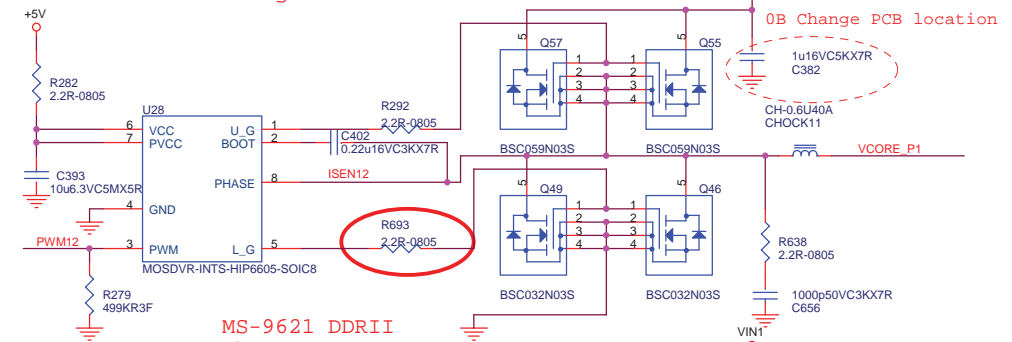 +5V
0B Change PCB location
R282
2.2R-0805
U28
6
VCC
U_G
1
7
PVCC
BOOT
2
PHASE
8
4
GND
3
PWM
L_G
5
MOSDVR-INTS-HIP6605-SOIC8
C393
10u6.3VC5MX5R
PWM12
R279
499KR3F
R292
2.2R-0805
C402
0.22u16VC3KX7R
ISEN12
R693
2.2R-0805
5
Q57
1
2
3
4
BSC059N03S
5
Q55
1
2
3
4
BSC059N03S
5
Q49
1
2
3
4
BSC032N03S
5
Q46
1
2
3
4
BSC032N03S
1u16VC5KX7R
C382
CH-0.6U40A
CHOCK11
VCORE_P1
R638
2.2R-0805
1000p50VC3KX7R
C656
MS-9621 DDRII
VIN1